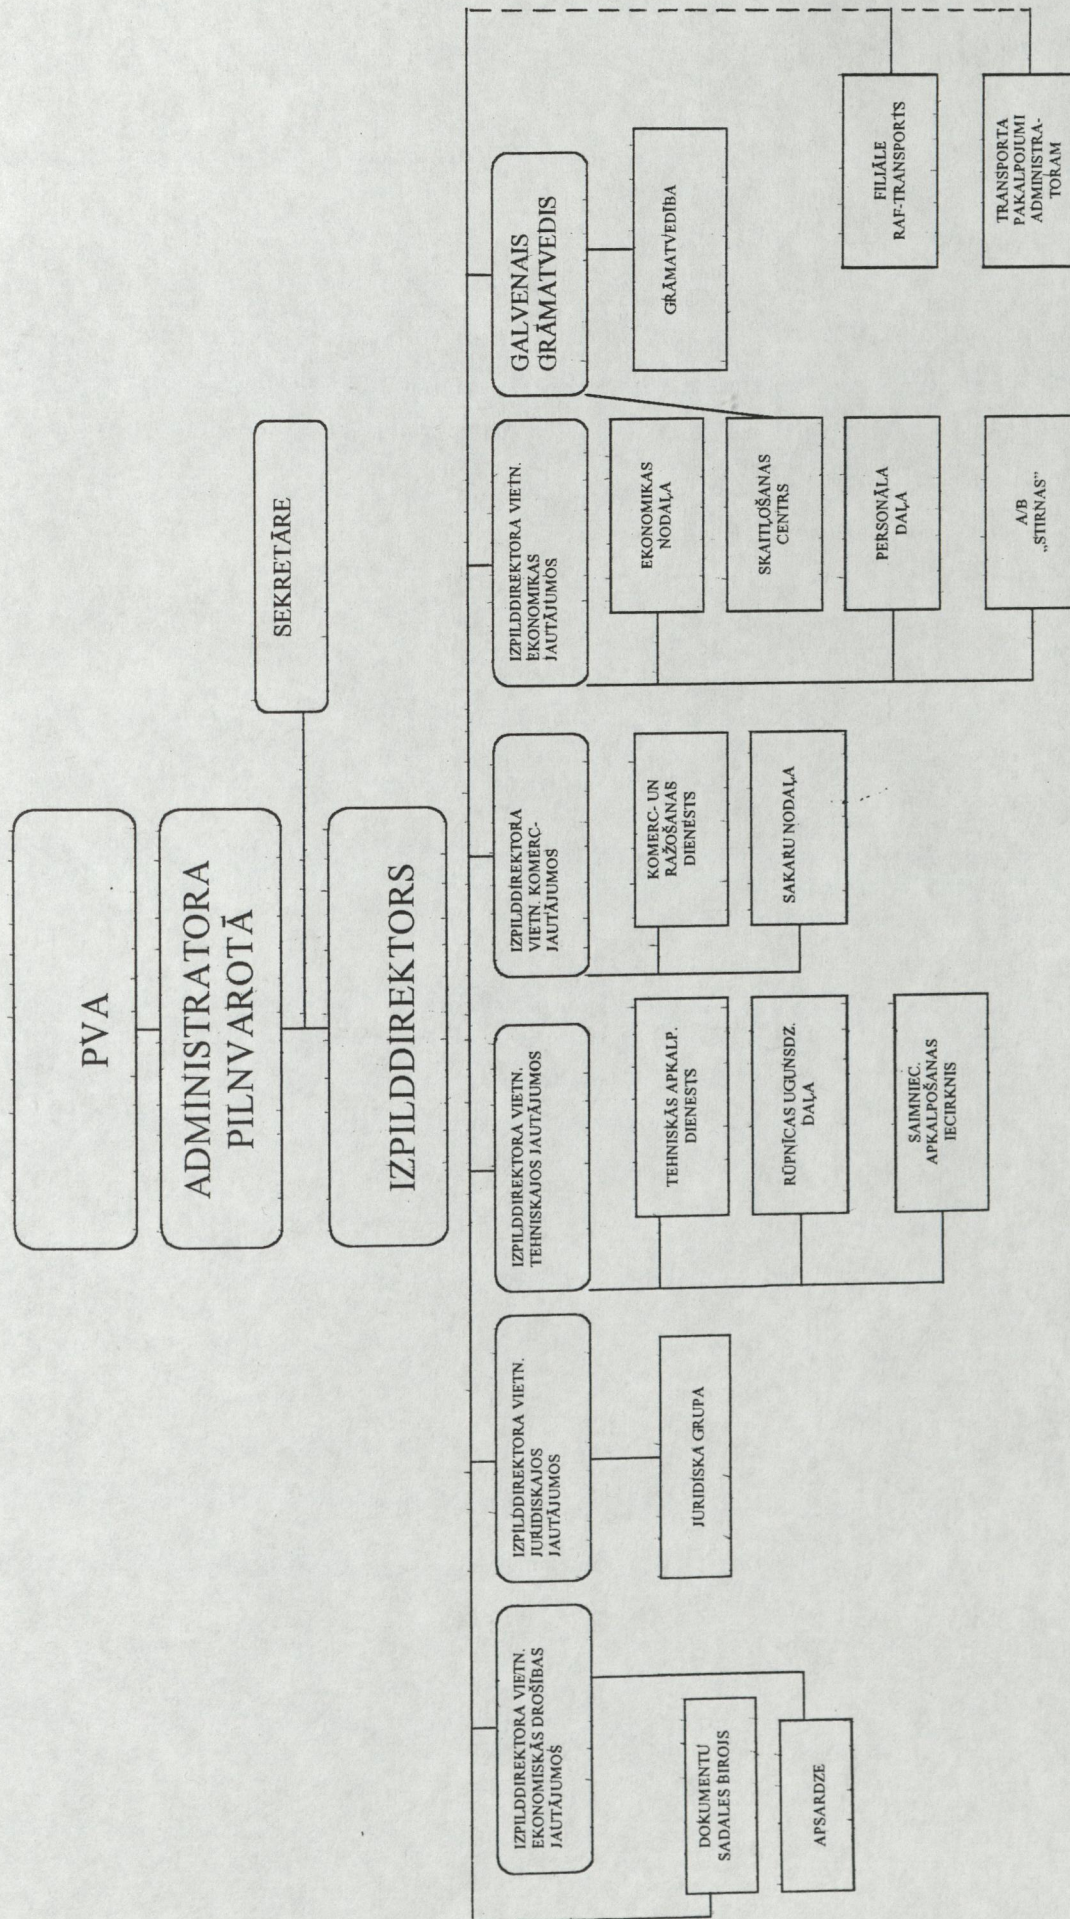 PVA
ADMINISTRATORA
PILNVAROTĀ
SEKRETĀRE
IZPILDDIREKTORS
IZPILDDIREKTORA VIETN.
EKONOMISKĀS DROŠĪBAS
JAUTĀJUMOS
DOKUMENTU
SADALES BIROJS
APSARDZE
IZPILDDIREKTORA VIETN.
JURIDISKAJOS
JAUTĀJUMOS
JURIDISKA GRUPA
IZPILDDIREKTORA VIETN.
TEHNISKAJOS JAUTĀJUMOS
TEHNISKĀS APKALP.
DIENESTS
RŪPNĪCAS UGUNSDZ.
DAĻA
SAIMNIEC.
APKALPOŠANAS
IECIRKNIS
IZPILDDIREKTORA
VIETN. KOMERC-
JAUTĀJUMOS
KOMERC- UN
RAŽOŠANAS
DIENESTS
SAKARU NODAĻA
IZPILDDIREKTORA VIETN.
EKONOMIKAS
JAUTĀJUMOS
EKONOMIKAS
NODAĻA
SKAITĻOŠANAS
CENTRS
PERSONĀLA
DAĻA
A/B
„STIRNAS”
GALVENAIS
GRĀMATVEDIS
GRĀMATVEDĪBA
FILIĀLE
RAF-TRANSPORTS
TRANSPORTA
PAKALPOJUMI
ADMINISTRA-
TORAM